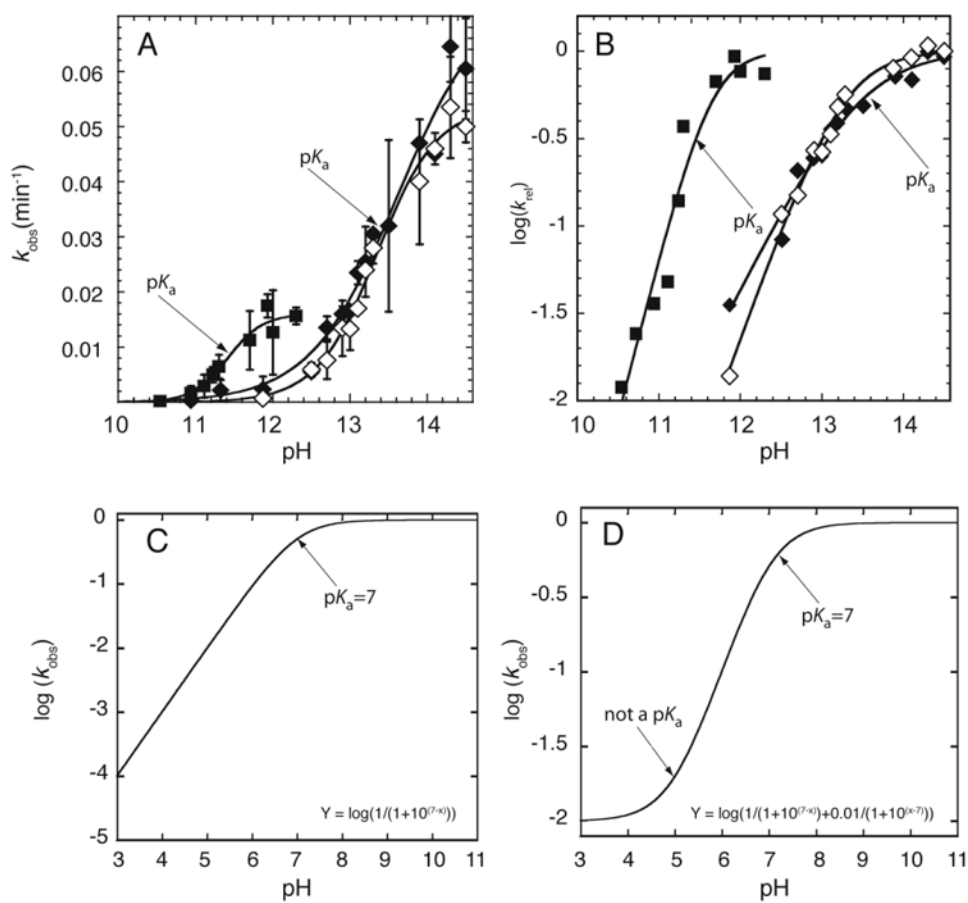 A
0.06
0.05
0.04
0.03
0.02
0.01
10 11 12 13 14
pH
kobs(min-1)
pKa
pKa
B
0
-0.5
-1
-1.5
-2
10 11 12 13 14
pH
log(krel)
pKa
pKa
C
0
-1
-2
-3
-4
-5
3 4 5 6 7 8 9 10 11
pH
log (kobs)
pKa=7
Y = log(1/(1+10(7-x)))
D
0
-0.5
-1
-1.5
-2
3 4 5 6 7 8 9 10 11
pH
log (kobs)
pKa=7
not a pKa
Y = log(1/(1+10(7-x))+0.01/(1+10(x-7)))